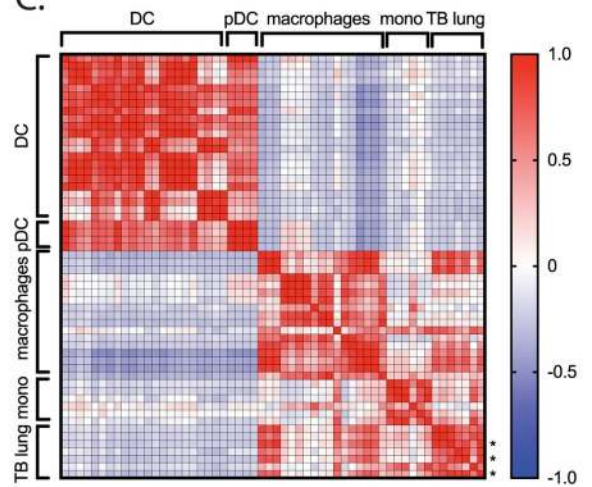 C.
DC pDC macrophages mono TB lung
DC
pDC
macrophages
mono
TB lung
1.0
0.5
0
-0.5
-1.0
*
*
*